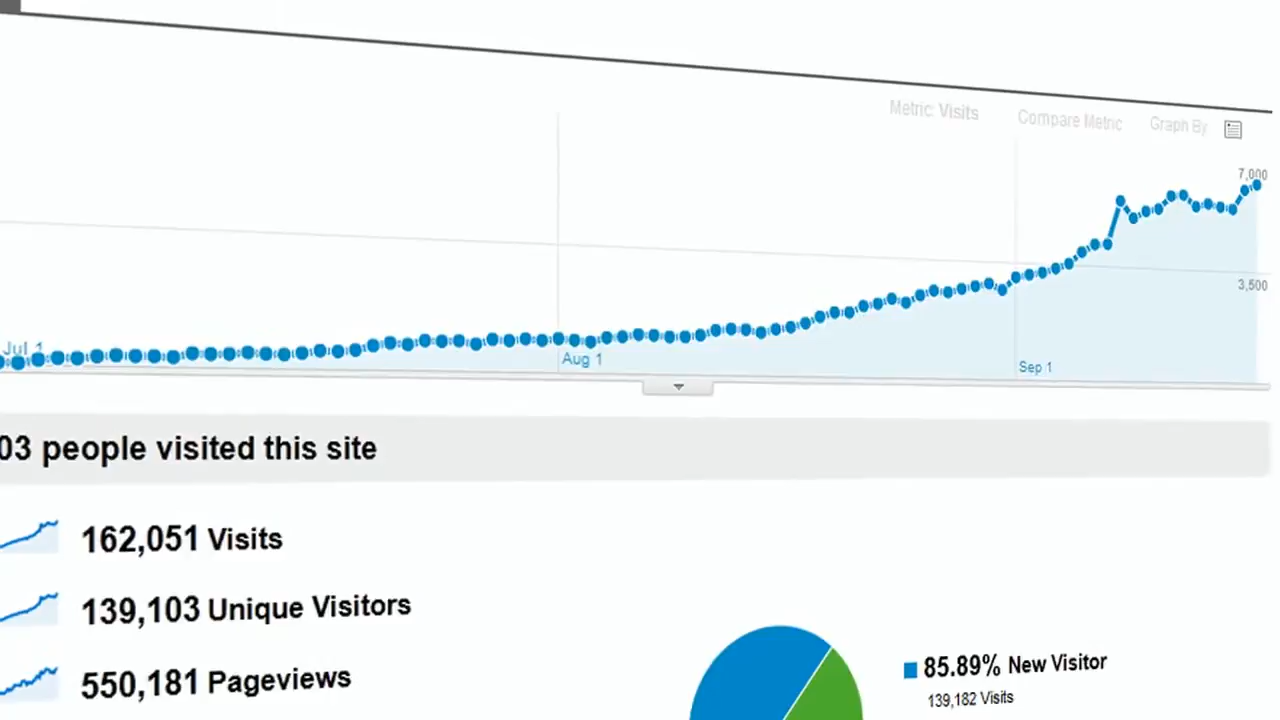 Metric: Visits Compare Metric Graph By
7,000
3,500
Jul 1 Aug 1 Sep 1
03 people visited this site
162,051 Visits
139,103 Unique Visitors
550,181 Pageviews
85.89% New Visitor
139,182 Visits